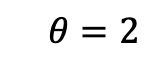 θ = 2